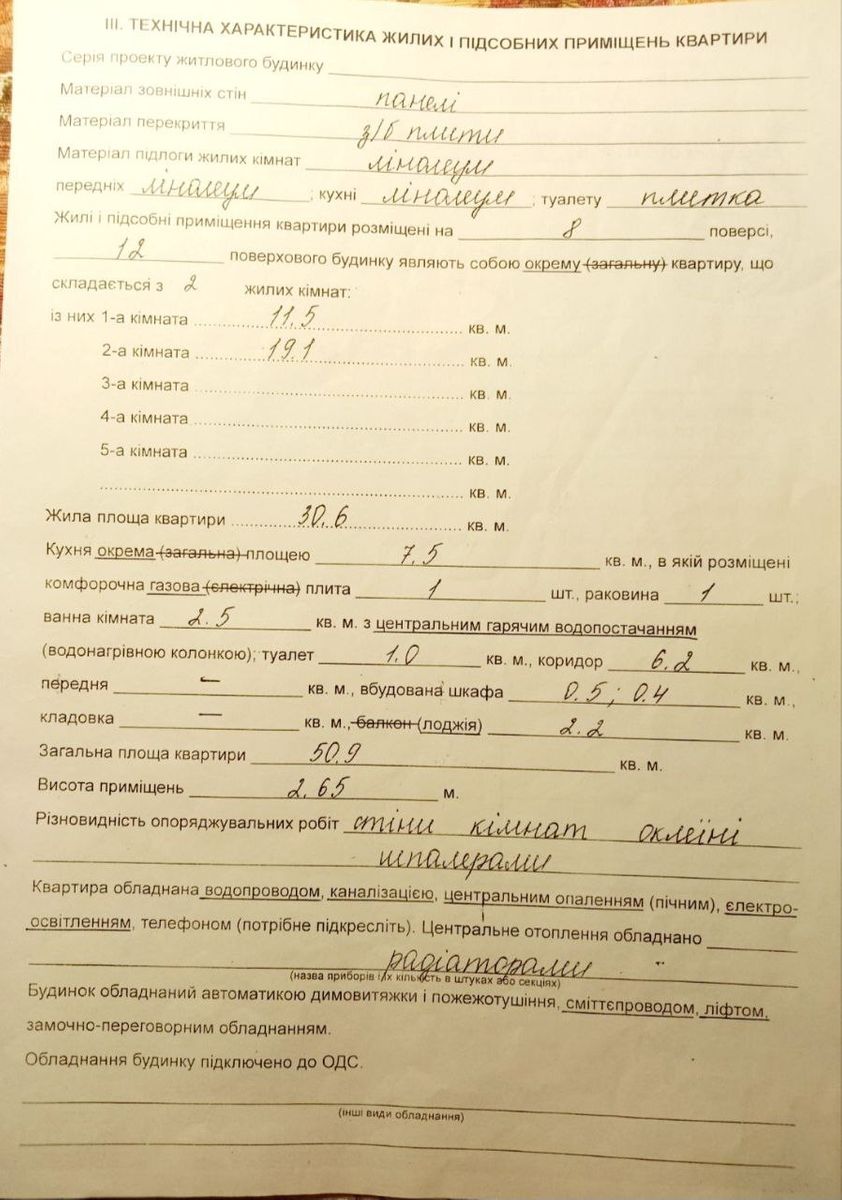 ІІІ. ТЕХНІЧНА ХАРАКТЕРИСТИКА ЖИЛИХ І ПІДСОБНИХ ПРИМІЩЕНЬ КВАРТИРИ
Серія проекту житлового будинку
Матеріал зовнішніх стін панелі
Матеріал перекриття з/б плити
Матеріал підлоги жилих кімнат лінолеум
передніх лінолеум ; кухні лінолеум ; туалету плитка
Жилі і підсобні приміщення квартири розміщені на 8 поверсі,
12 поверхового будинку являють собою окрему (загальну) квартиру, що
складається з 2 жилих кімнат:
із них 1-а кімната 11.5 кв. м.
2-а кімната 19.1 кв. м.
3-а кімната кв. м.
4-а кімната кв. м.
5-а кімната кв. м.
кв. м.
Жила площа квартири 30.6 кв. м.
Кухня окрема (загальна) площею 7.5 кв. м., в якій розміщені
комфорочна газова (єлектрічна) плита 1 шт., раковина 1 шт.;
ванна кімната 2.5 кв. м. з центральним гарячим водопостачанням
(водонагрівною колонкою); туалет 1.0 кв. м., коридор 6.2 кв. м.,
передня — кв. м., вбудована шкафа 0.5; 0.4 кв. м.,
кладовка — кв. м., балкон (лоджія) 2.2 кв. м.
Загальна площа квартири 50.9 кв. м.
Висота приміщень 2.65 м.
Різновидність опоряджувальних робіт стіни кімнат оклеїні
шпалерами
Квартира обладнана водопроводом, каналізацією, центральним опаленням (пічним), єлектро-
освітленням, телефоном (потрібне підкресліть). Центральне отоплення обладнано
радіаторами
(назва приборів і їх кількість в штуках або секціях)
Будинок обладнаний автоматикою димовитяжки і пожежотушіння, сміттєпроводом, ліфтом,
замочно-переговорним обладнанням.
Обладнання будинку підключено до ОДС.
(інші види обладнання)